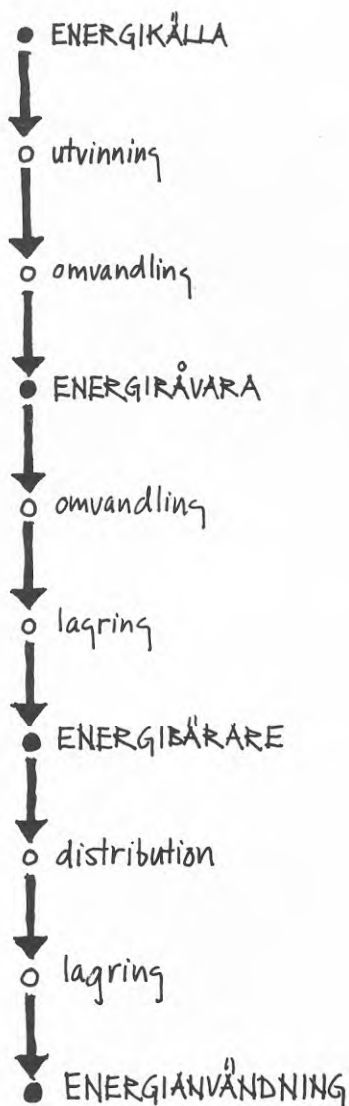 ENERGIKÄLLA
utvinning
omvandling
ENERGIRÅVARA
omvandling
lagring
ENERGIBÄRARE
distribution
lagring
ENERGIANVÄNDNING